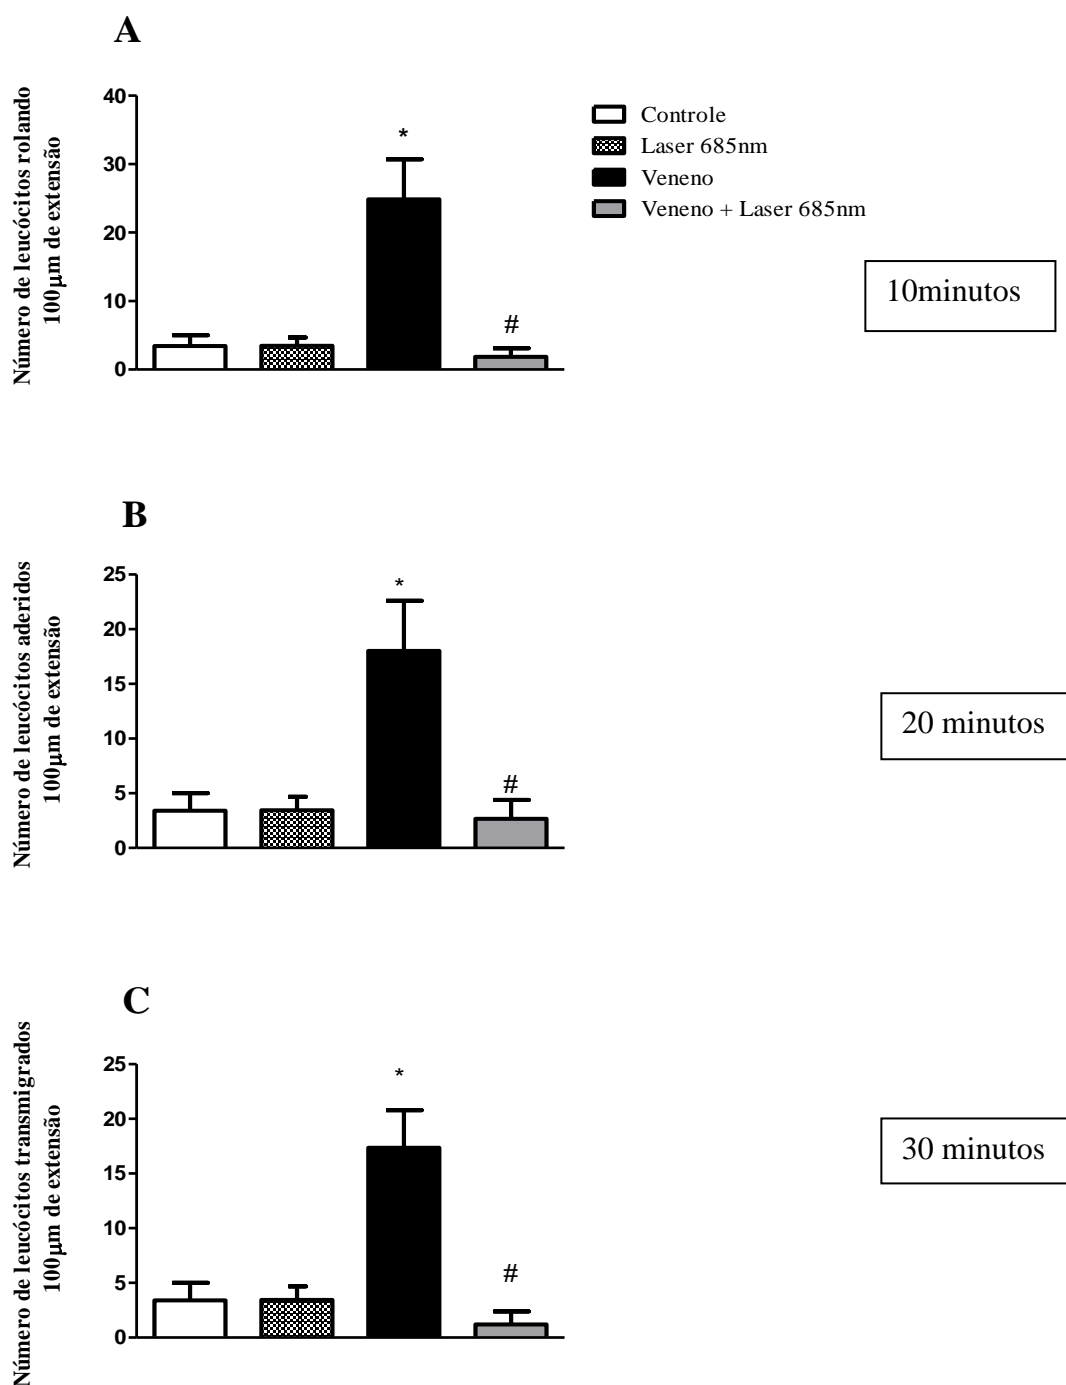 A
Número de leucócitos rolando
100µm de extensão
40
30
20
10
0
*
#
Controle
Laser 685nm
Veneno
Veneno + Laser 685nm
10minutos
B
Número de leucócitos aderidos
100µm de extensão
25
20
15
10
5
0
*
#
20 minutos
C
Número de leucócitos transmigrados
100µm de extensão
25
20
15
10
5
0
*
#
30 minutos